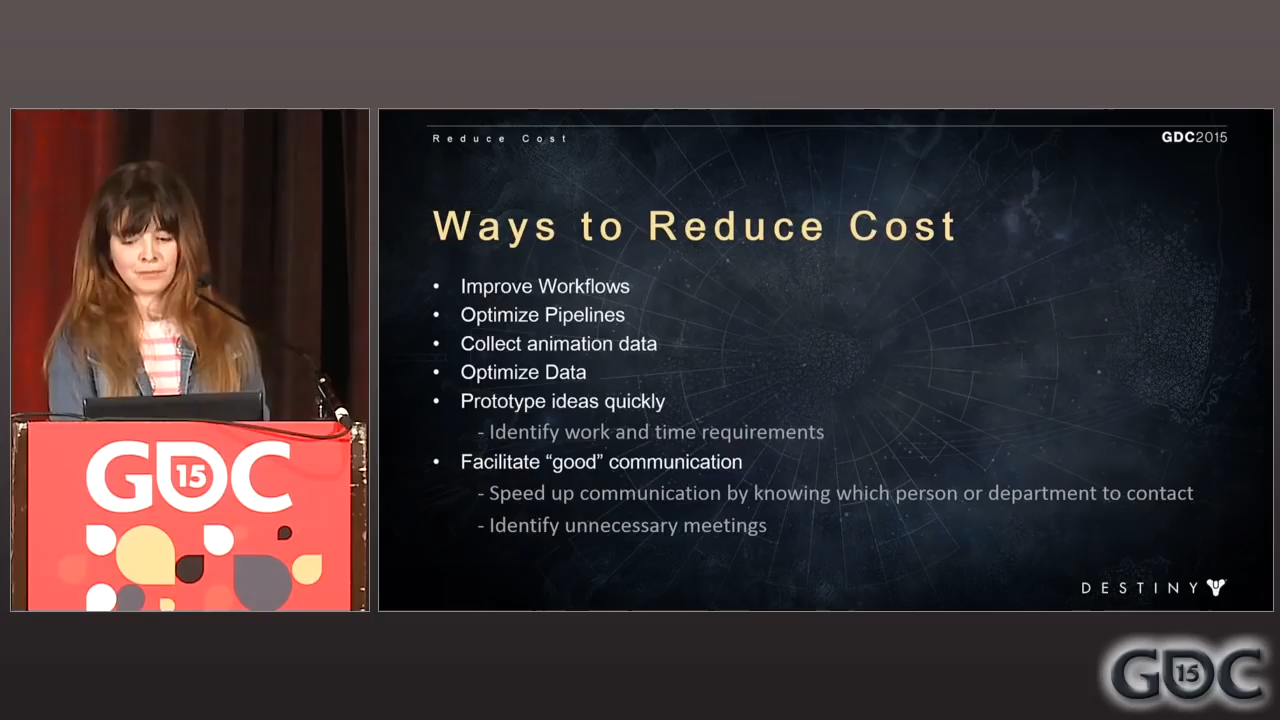 Reduce Cost
GDC2015
Ways to Reduce Cost
• Improve Workflows
• Optimize Pipelines
• Collect animation data
• Optimize Data
• Prototype ideas quickly
- Identify work and time requirements
• Facilitate “good” communication
- Speed up communication by knowing which person or department to contact
- Identify unnecessary meetings
DESTINY
GDC 15
GDC 15